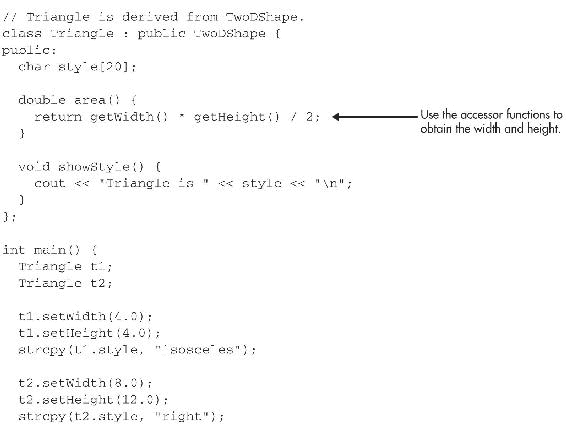 // Triangle is derived from TwoDShape.
class Triangle : public TwoDShape {
public:
  char style[20];

  double area() {
    return getWidth() * getHeight() / 2;
Use the accessor functions to
obtain the width and height.
  }

  void showStyle() {
    cout << "Triangle is " << style << "\n";
  }
};

int main() {
  Triangle t1;
  Triangle t2;

  t1.setWidth(4.0);
  t1.setHeight(4.0);
  strcpy(t1.style, "isosceles");

  t2.setWidth(8.0);
  t2.setHeight(12.0);
  strcpy(t2.style, "right");